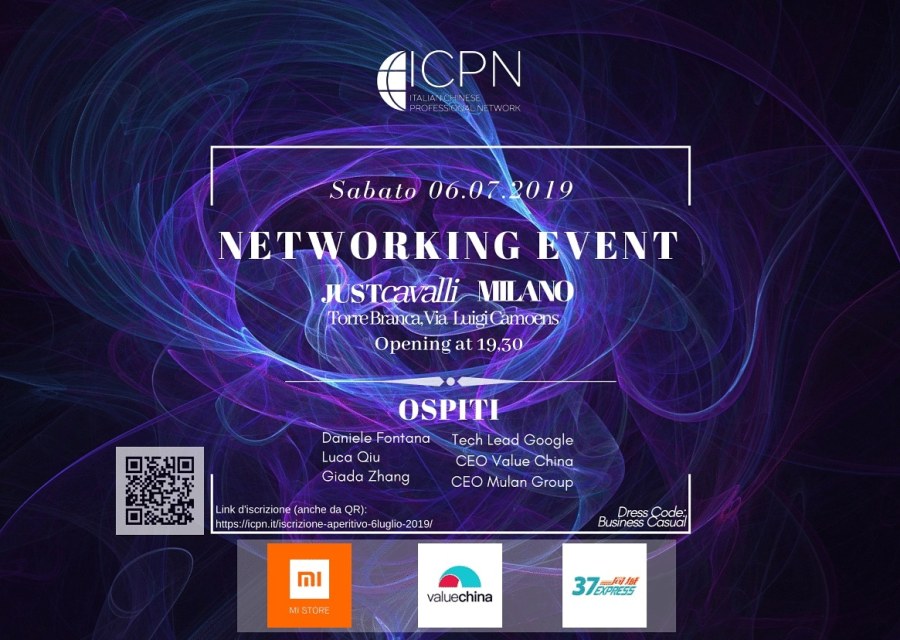 ICPN
ITALIAN CHINESE
PROFESSIONAL NETWORK
Sabato 06.07.2019
NETWORKING EVENT
JUSTcavalli MILANO
Torre Branca, Via Luigi Camoens
Opening at 19,30
OSPITI
Daniele Fontana Tech Lead Google
Luca Qiu CEO Value China
Giada Zhang CEO Mulan Group
Link d'iscrizione (anche da QR):
https://icpn.it/iscrizione-aperitivo-6luglio-2019/
Dress Code:
Business Casual
MI
MI STORE
valuechina
37 EXPRESS